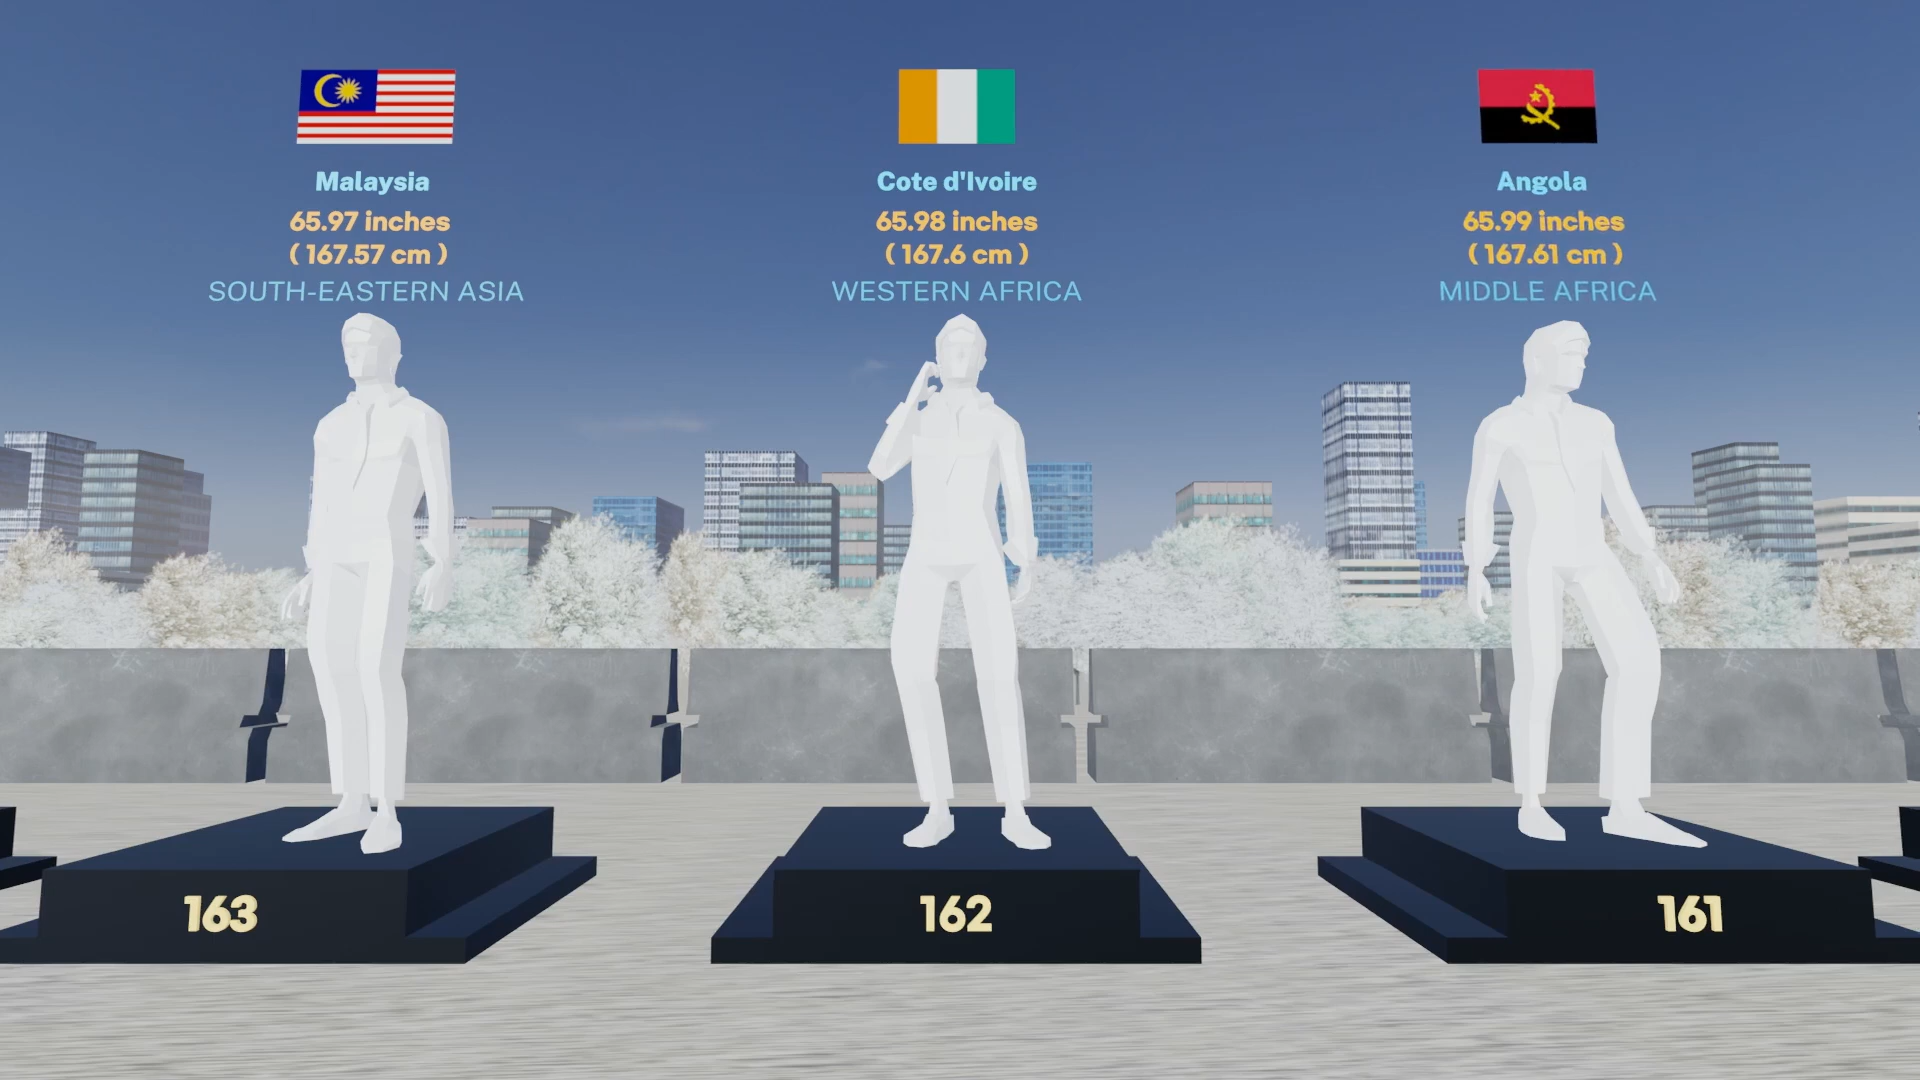 Malaysia
65.97 inches
( 167.57 cm )
SOUTH-EASTERN ASIA
163
Cote d'Ivoire
65.98 inches
( 167.6 cm )
WESTERN AFRICA
162
Angola
65.99 inches
( 167.61 cm )
MIDDLE AFRICA
161